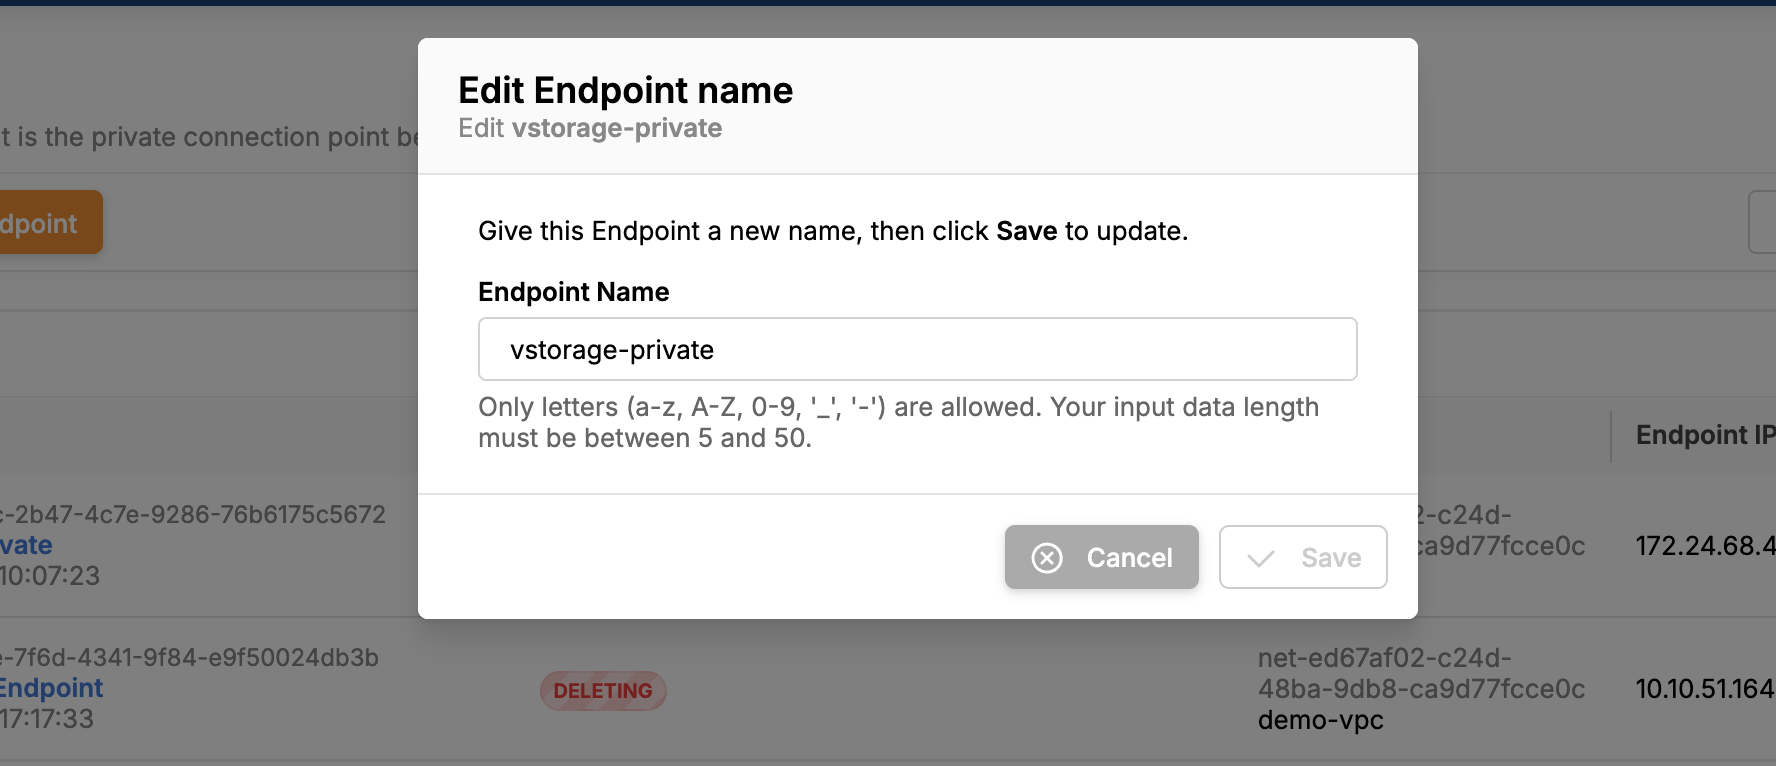 Edit Endpoint name
Edit vstorage-private
t is the private connection point be
dpoint
Give this Endpoint a new name, then click Save to update.
Endpoint Name
vstorage-private
Only letters (a-z, A-Z, 0-9, '_', '-') are allowed. Your input data length
must be between 5 and 50.
Cancel
Save
Endpoint IP
c-2b47-4c7e-9286-76b6175c5672
vate
10:07:23
2-c24d-
ca9d77fcce0c
172.24.68.4
e-7f6d-4341-9f84-e9f50024db3b
Endpoint
17:17:33
DELETING
net-ed67af02-c24d-
48ba-9db8-ca9d77fcce0c
demo-vpc
10.10.51.164